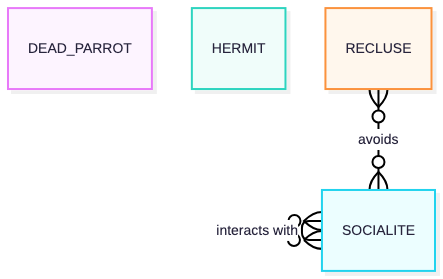 DEAD_PARROT
HERMIT
RECLUSE
avoids
interacts with
SOCIALITE